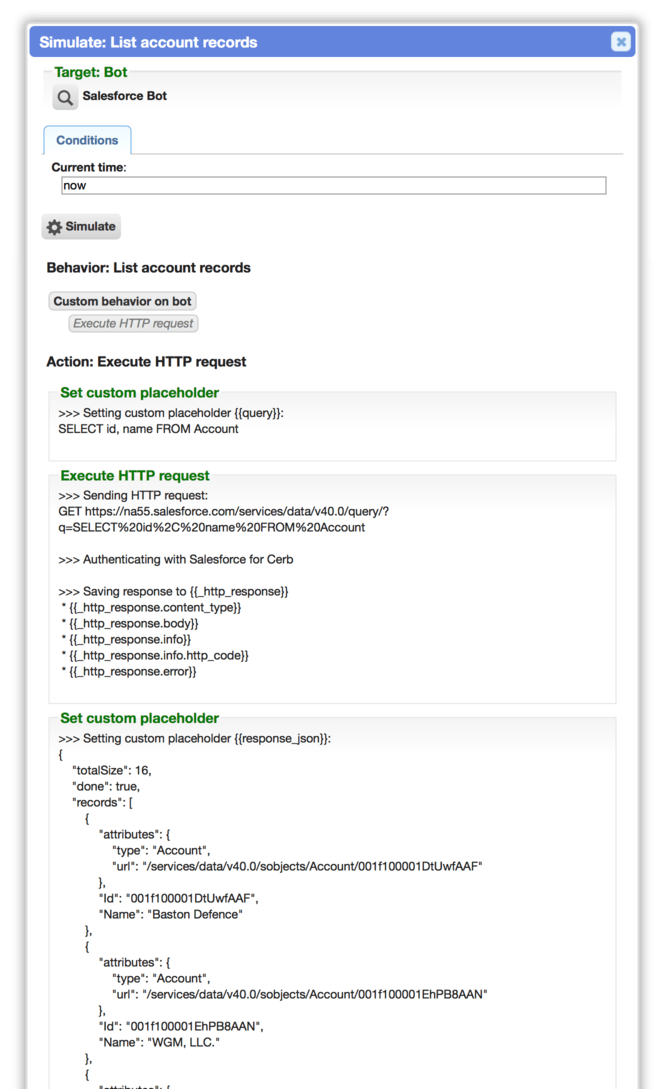 Simulate: List account records
Target: Bot
Salesforce Bot
Conditions
Current time:
now
Simulate
Behavior: List account records
Custom behavior on bot
Execute HTTP request
Action: Execute HTTP request
Set custom placeholder
>>> Setting custom placeholder {{query}}:
SELECT id, name FROM Account
Execute HTTP request
>>> Sending HTTP request:
GET https://na55.salesforce.com/services/data/v40.0/query/?
q=SELECT%20id%2C%20name%20FROM%20Account
>>> Authenticating with Salesforce for Cerb
>>> Saving response to {{_http_response}}
* {{_http_response.content_type}}
* {{_http_response.body}}
* {{_http_response.info}}
* {{_http_response.info.http_code}}
* {{_http_response.error}}
Set custom placeholder
>>> Setting custom placeholder {{response_json}}:
{
"totalSize": 16,
"done": true,
"records": [
{
"attributes": {
"type": "Account",
"url": "/services/data/v40.0/sobjects/Account/001f100001DtUwfAAF"
},
"Id": "001f100001DtUwfAAF",
"Name": "Baston Defence"
},
{
"attributes": {
"type": "Account",
"url": "/services/data/v40.0/sobjects/Account/001f100001EhPB8AAN"
},
"Id": "001f100001EhPB8AAN",
"Name": "WGM, LLC."
},
{
"attributes": {